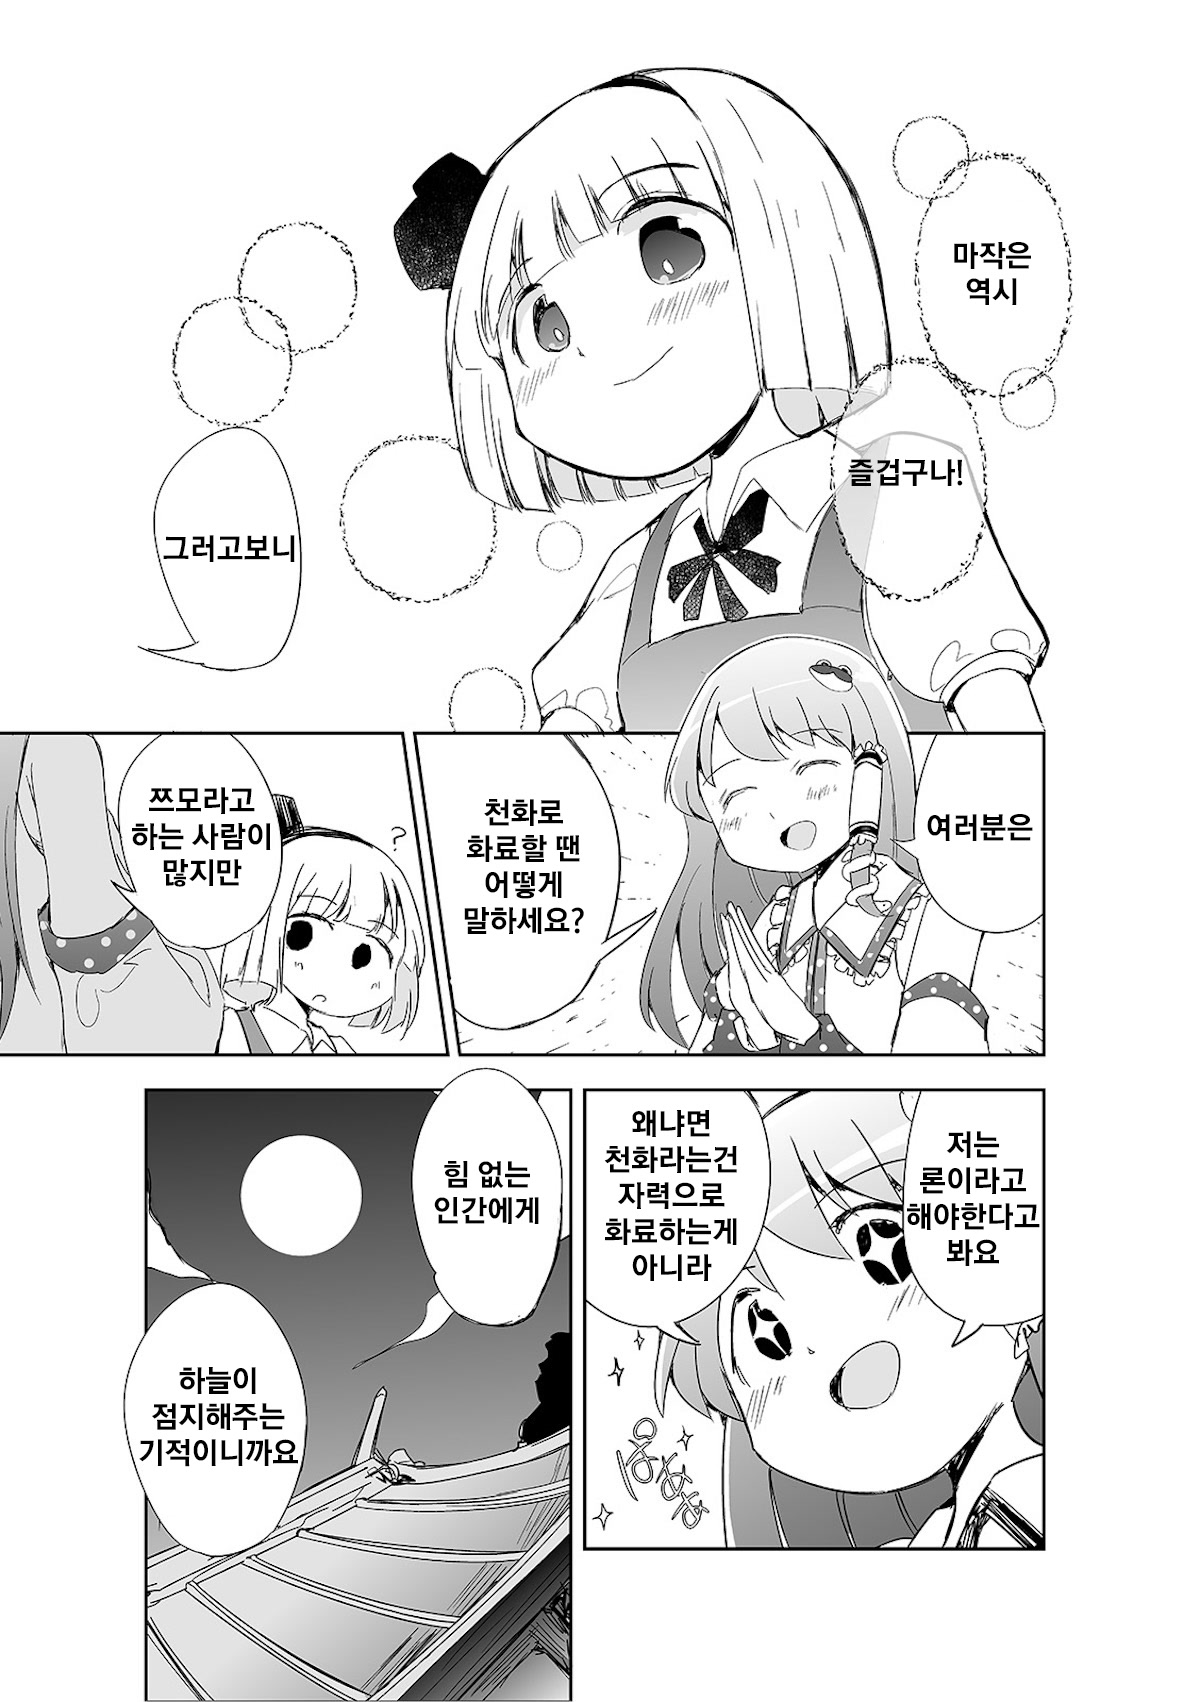 마작은
역시
즐겁구나!
그러고보니
여러분은
천화로
화료할 땐
어떻게
말하세요?
쯔모라고
하는 사람이
많지만
?
저는
론이라고
해야한다고
봐요
왜냐면
천화라는건
자력으로
화료하는게
아니라
ぱぁぁ
힘 없는
인간에게
하늘이
점지해주는
기적이니까요